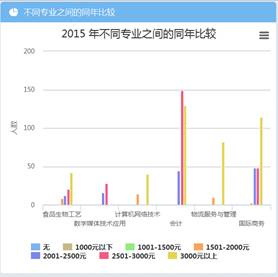 不同专业之间的同年比较
2015 年不同专业之间的同年比较
200
150
100
50
0
人数
食品生物工艺
数字媒体技术应用
计算机网络技术
会计
物流服务与管理
国际商务
无
1000元以下
1001-1500元
1501-2000元
2001-2500元
2501-3000元
3000元以上